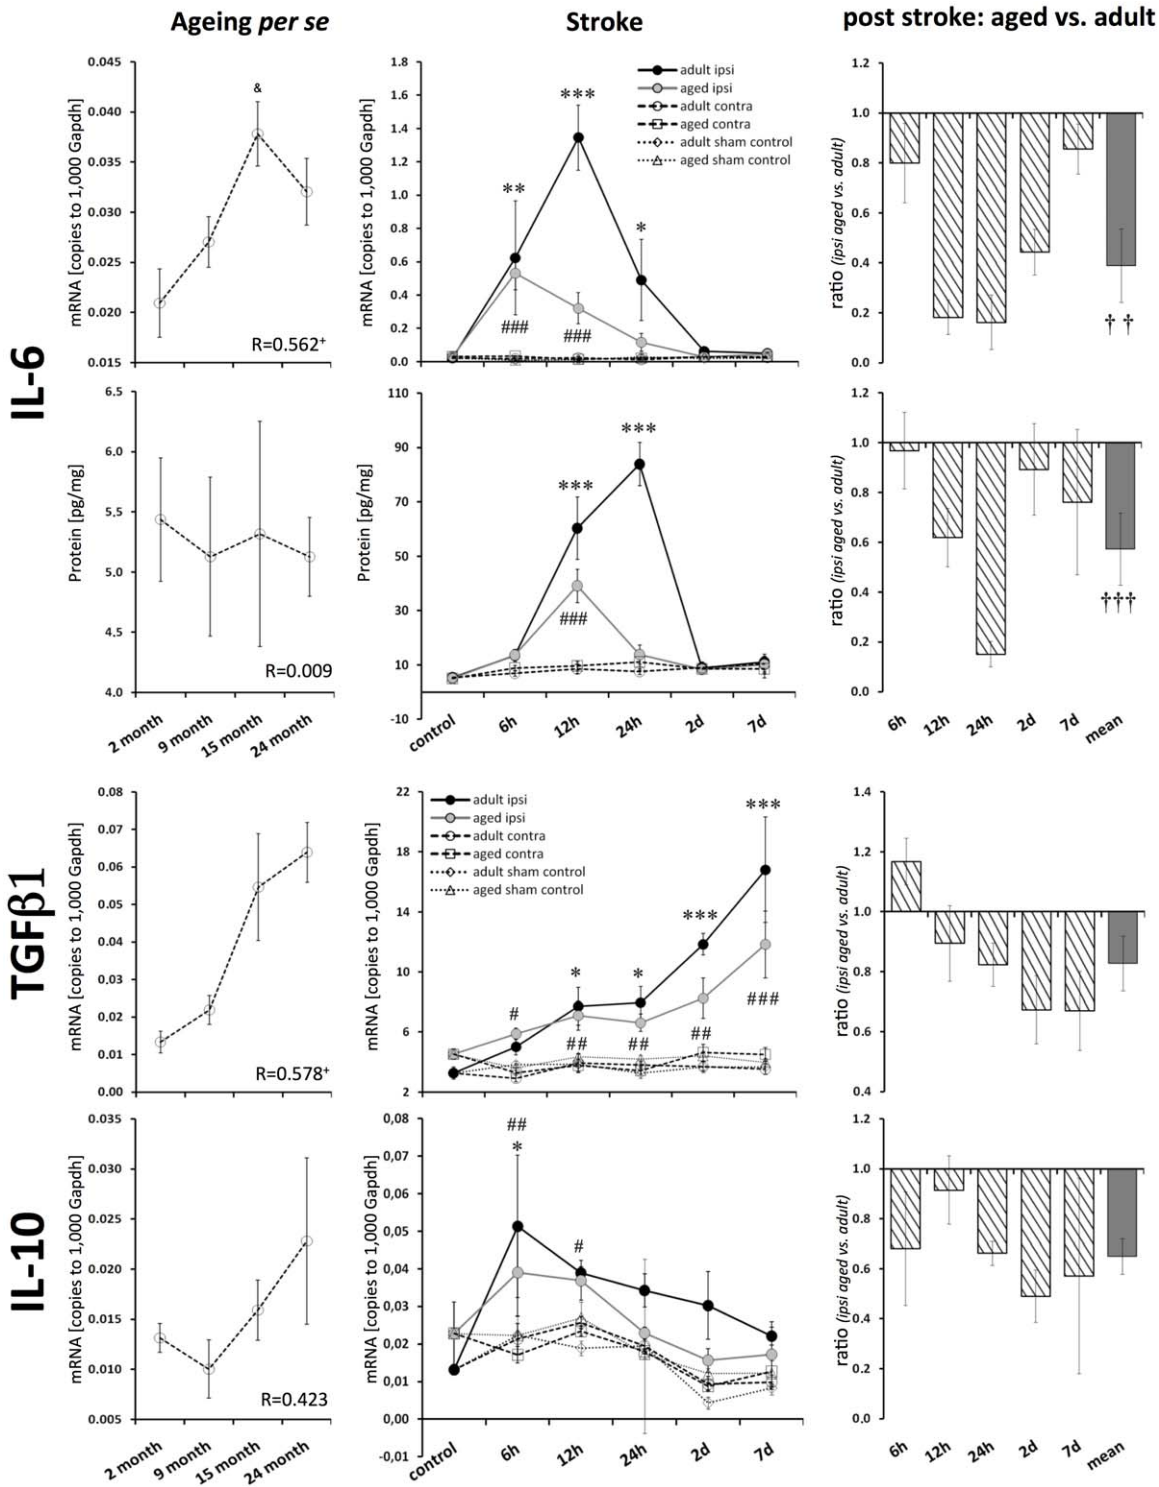 Ageing per se
Stroke
post stroke: aged vs. adult
IL-6
mRNA [copies to 1,000 Gapdh]
0.045
0.040
0.035
0.030
0.025
0.020
0.015
&
R=0.562+
mRNA [copies to 1,000 Gapdh]
1.8
1.6
1.4
1.2
1.0
0.8
0.6
0.4
0.2
0.0
adult ipsi
aged ipsi
adult contra
aged contra
adult sham control
aged sham control
**
***
*
###
###
ratio (ipsi aged vs. adult)
1.2
1.0
0.8
0.6
0.4
0.2
0.0
† †
Protein [pg/mg]
6.5
6.0
5.5
5.0
4.5
4.0
R=0.009
2 month
9 month
15 month
24 month
Protein [pg/mg]
110
90
70
50
30
10
-10
***
***
###
control
6h
12h
24h
2d
7d
ratio (ipsi aged vs. adult)
1.2
1.0
0.8
0.6
0.4
0.2
0.0
†††
6h
12h
24h
2d
7d
mean
TGFβ1
mRNA [copies to 1,000 Gapdh]
0.08
0.07
0.06
0.05
0.04
0.03
0.02
0.01
0.00
R=0.578+
mRNA [copies to 1,000 Gapdh]
22
18
14
10
6
2
adult ipsi
aged ipsi
adult contra
aged contra
adult sham control
aged sham control
#
*
*
***
***
##
##
##
###
ratio (ipsi aged vs. adult)
1.4
1.2
1.0
0.8
0.6
0.4
IL-10
mRNA [copies to 1,000 Gapdh]
0.035
0.030
0.025
0.020
0.015
0.010
0.005
R=0.423
2 month
9 month
15 month
24 month
mRNA [copies to 1,000 Gapdh]
0,08
0,07
0,06
0,05
0,04
0,03
0,02
0,01
0,00
-0,01
##
*
#
control
6h
12h
24h
2d
7d
ratio (ipsi aged vs. adult)
1.2
1.0
0.8
0.6
0.4
0.2
0.0
6h
12h
24h
2d
7d
mean